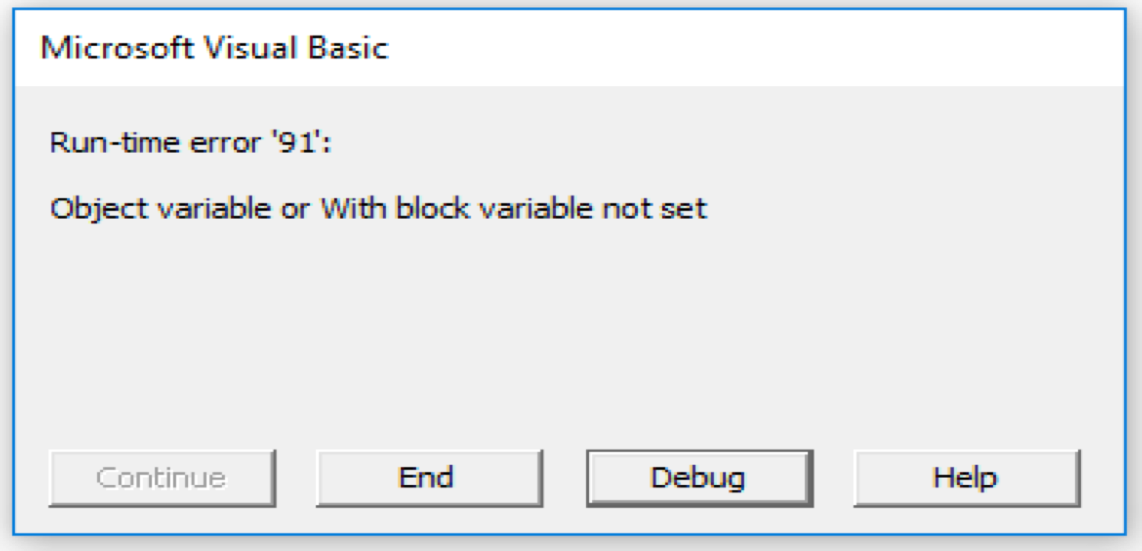 Microsoft Visual Basic
Run-time error '91':
Object variable or With block variable not set
Continue End Debug Help